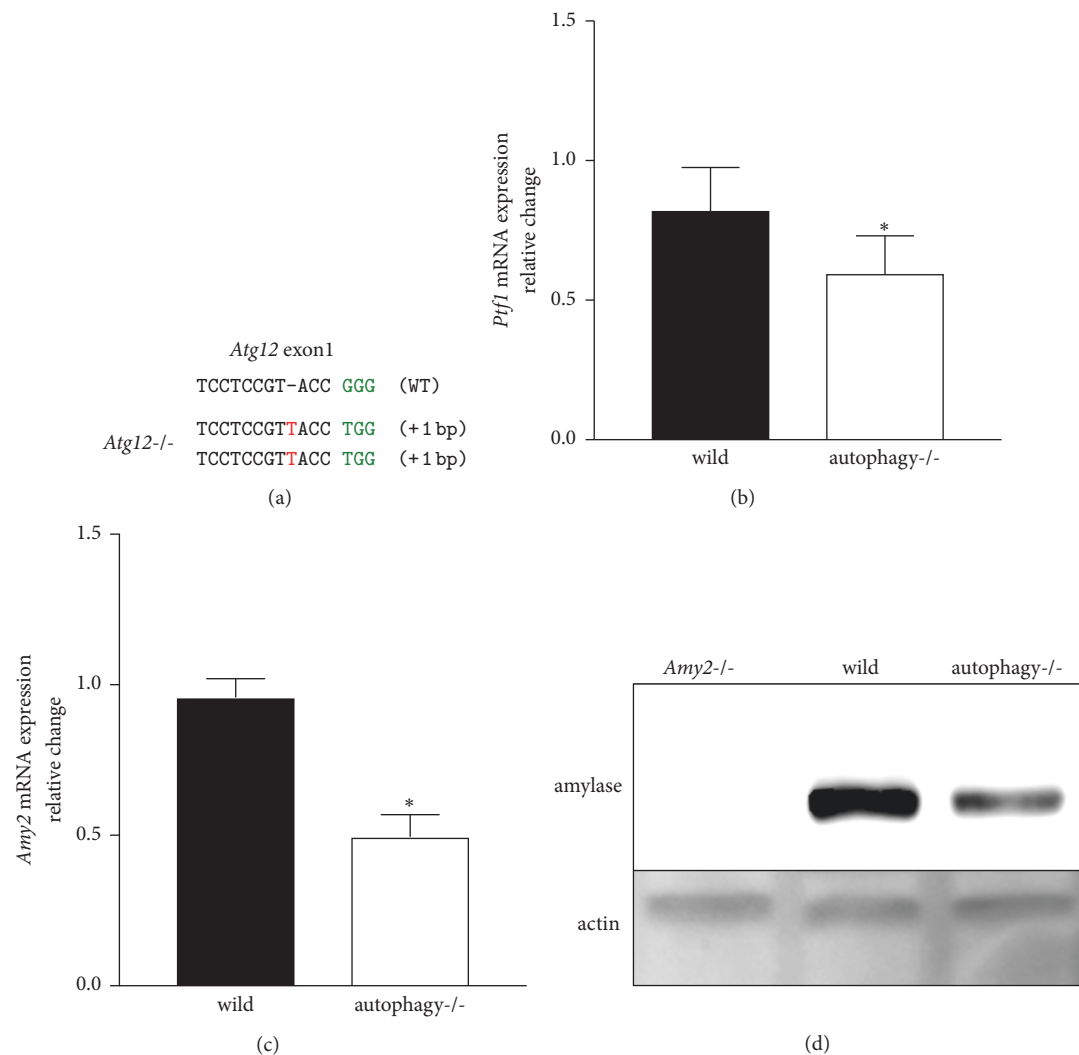 Atg12 exon1
TCCTCCGT-ACC GGG (WT)
Atg12-/-
TCCTCCGTTACC TGG (+1 bp)
TCCTCCGTTACC TGG (+1 bp)
(a)
Ptf1 mRNA expression
relative change
1.5
1.0
0.5
0.0
*
wild
autophagy-/-
(b)
Amy2 mRNA expression
relative change
1.5
1.0
0.5
0.0
*
wild
autophagy-/-
(c)
Amy2-/-
wild
autophagy-/-
amylase
actin
(d)